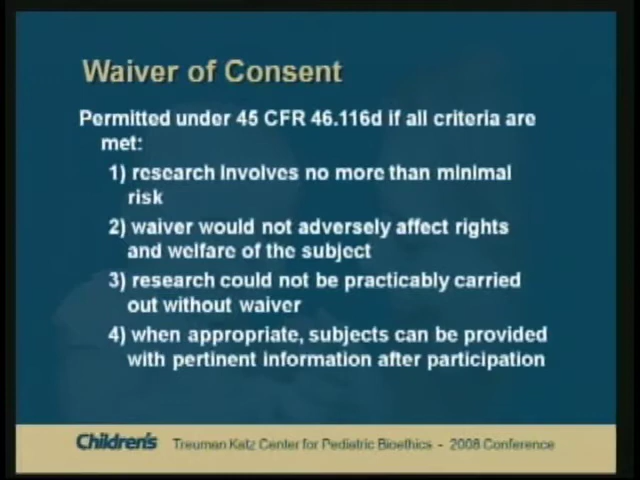 Waiver of Consent
Permitted under 45 CFR 46.116d if all criteria are
met:
1) research involves no more than minimal
risk
2) waiver would not adversely affect rights
and welfare of the subject
3) research could not be practicably carried
out without waiver
4) when appropriate, subjects can be provided
with pertinent information after participation
Children's Treuman Katz Center for Pediatric Bioethics - 2008 Conference